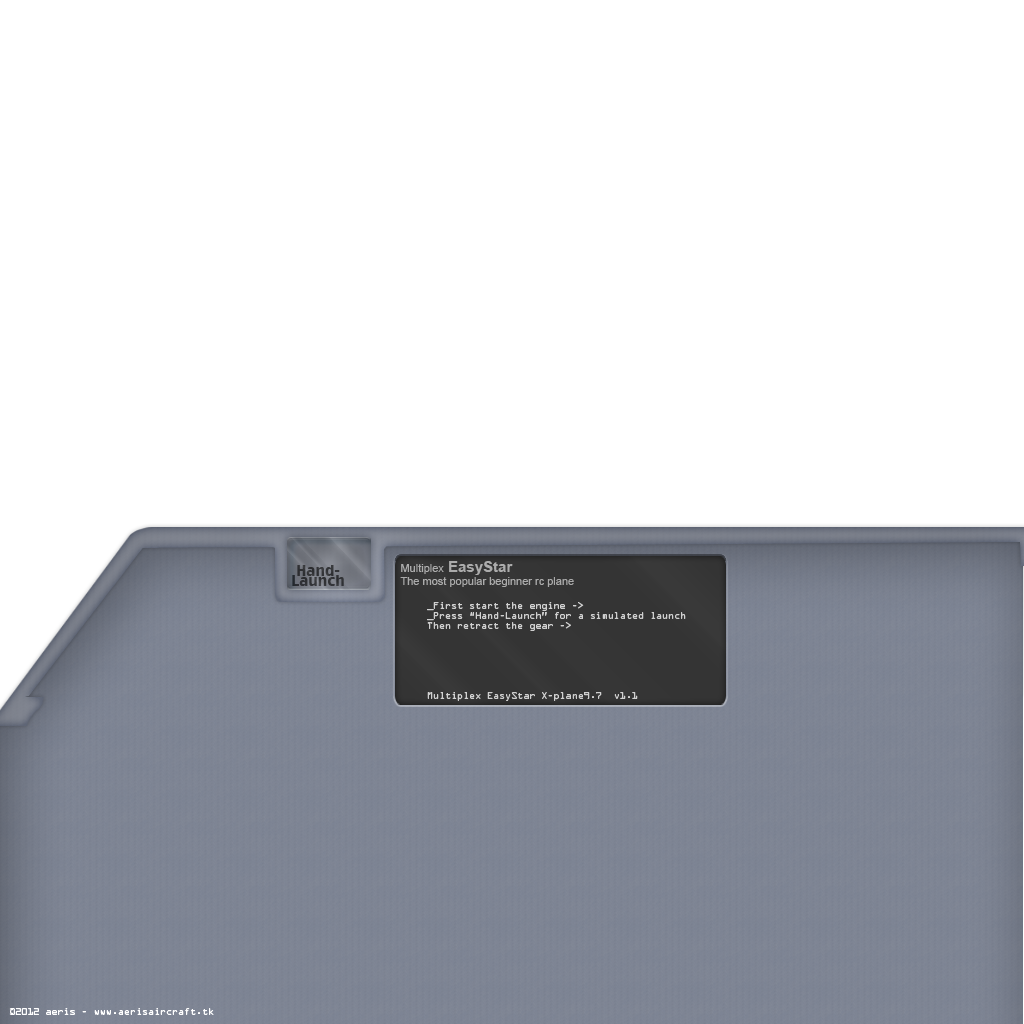 Hand-
Launch
Multiplex EasyStar
The most popular beginner rc plane
_First start the engine ->
_Press "Hand-Launch" for a simulated launch
Then retract the gear ->
Multiplex EasyStar X-plane9.7 v1.1
©2012 aeris - www.aerisaircraft.tk